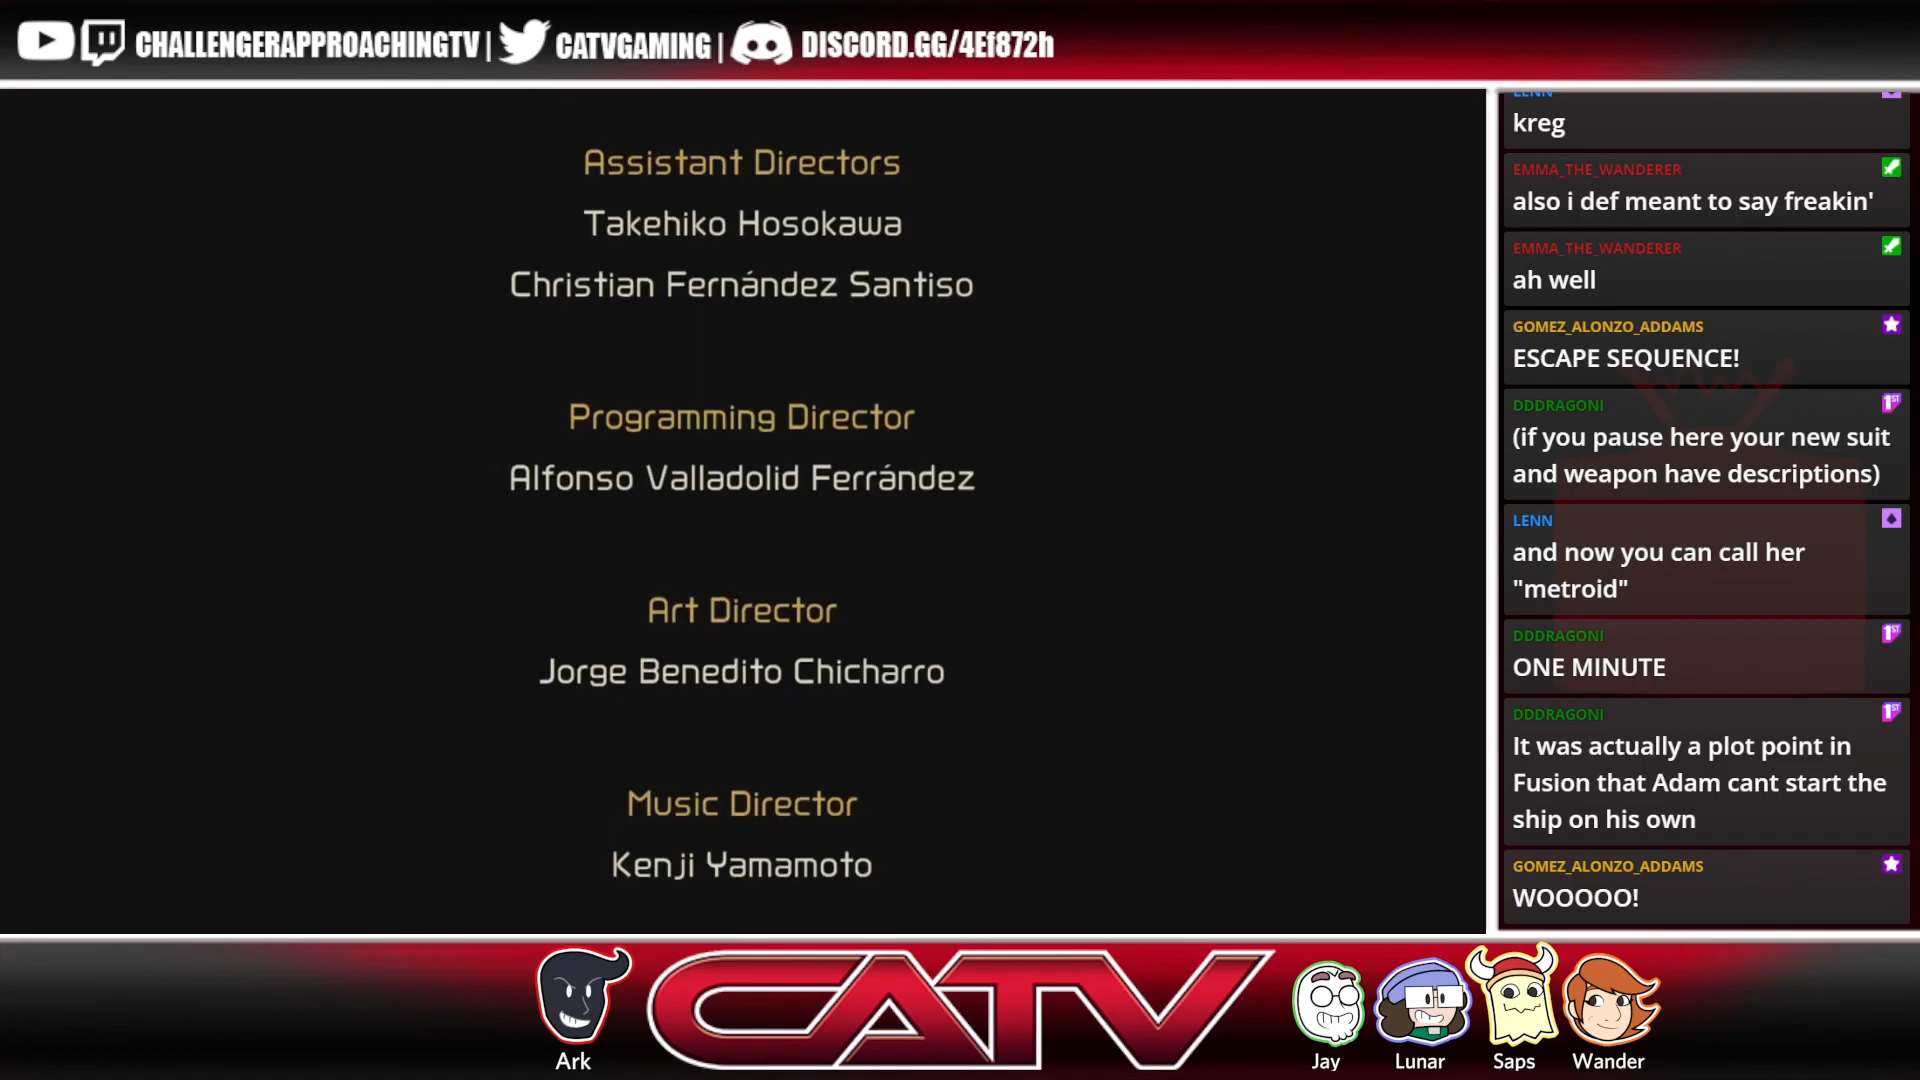 CHALLENGERAPPROACHINGTV | CATVGAMING | DISCORD.GG/4Ef872h
Assistant Directors
Takehiko Hosokawa
Christian Fernández Santiso
Programming Director
Alfonso Valladolid Ferrández
Art Director
Jorge Benedito Chicharro
Music Director
Kenji Yamamoto
LENN
kreg
EMMA_THE_WANDERER
also i def meant to say freakin'
EMMA_THE_WANDERER
ah well
GOMEZ_ALONZO_ADDAMS
ESCAPE SEQUENCE!
DDDRAGONI
1ST
(if you pause here your new suit
and weapon have descriptions)
LENN
and now you can call her
"metroid"
DDDRAGONI
1ST
ONE MINUTE
DDDRAGONI
1ST
It was actually a plot point in
Fusion that Adam cant start the
ship on his own
GOMEZ_ALONZO_ADDAMS
WOOOOO!
CATV
Ark
Jay
Lunar
Saps
Wander